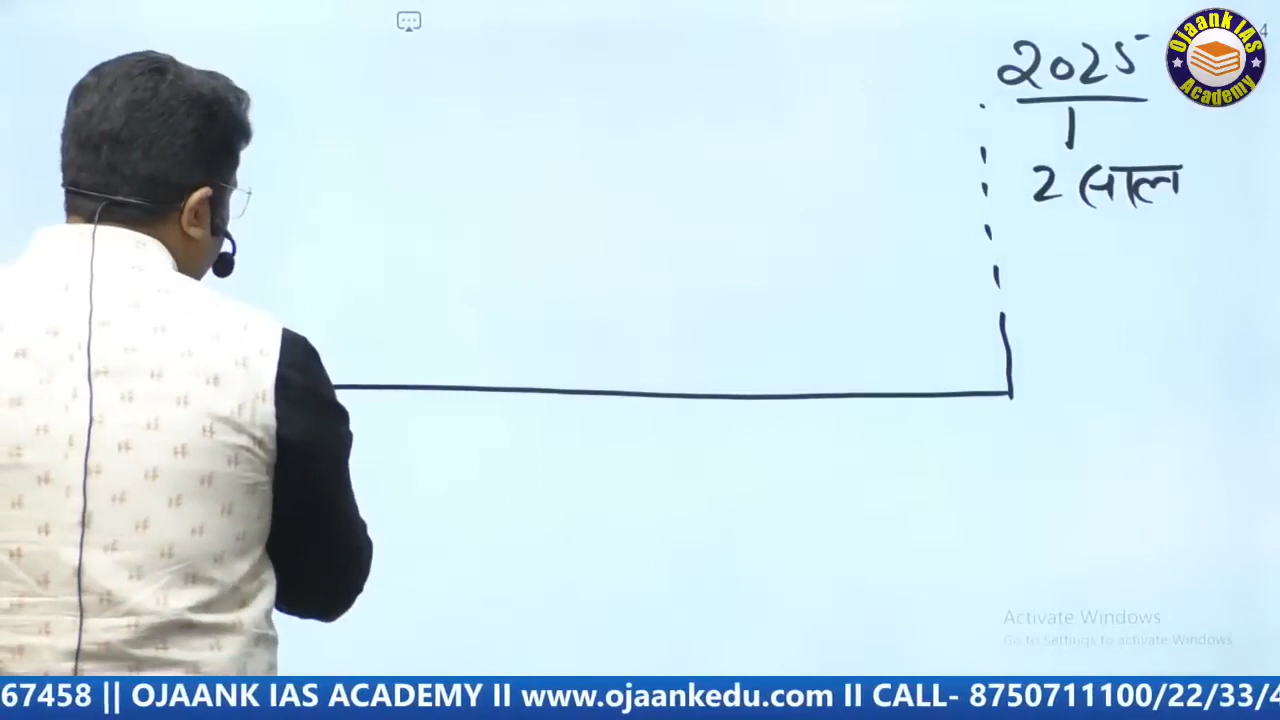 2025
1
2 साल
Ojaank IAS
Academy
4
Activate Windows
Go to Settings to activate Windows
67458 || OJAANK IAS ACADEMY II www.ojaankedu.com II CALL- 8750711100/22/33/4